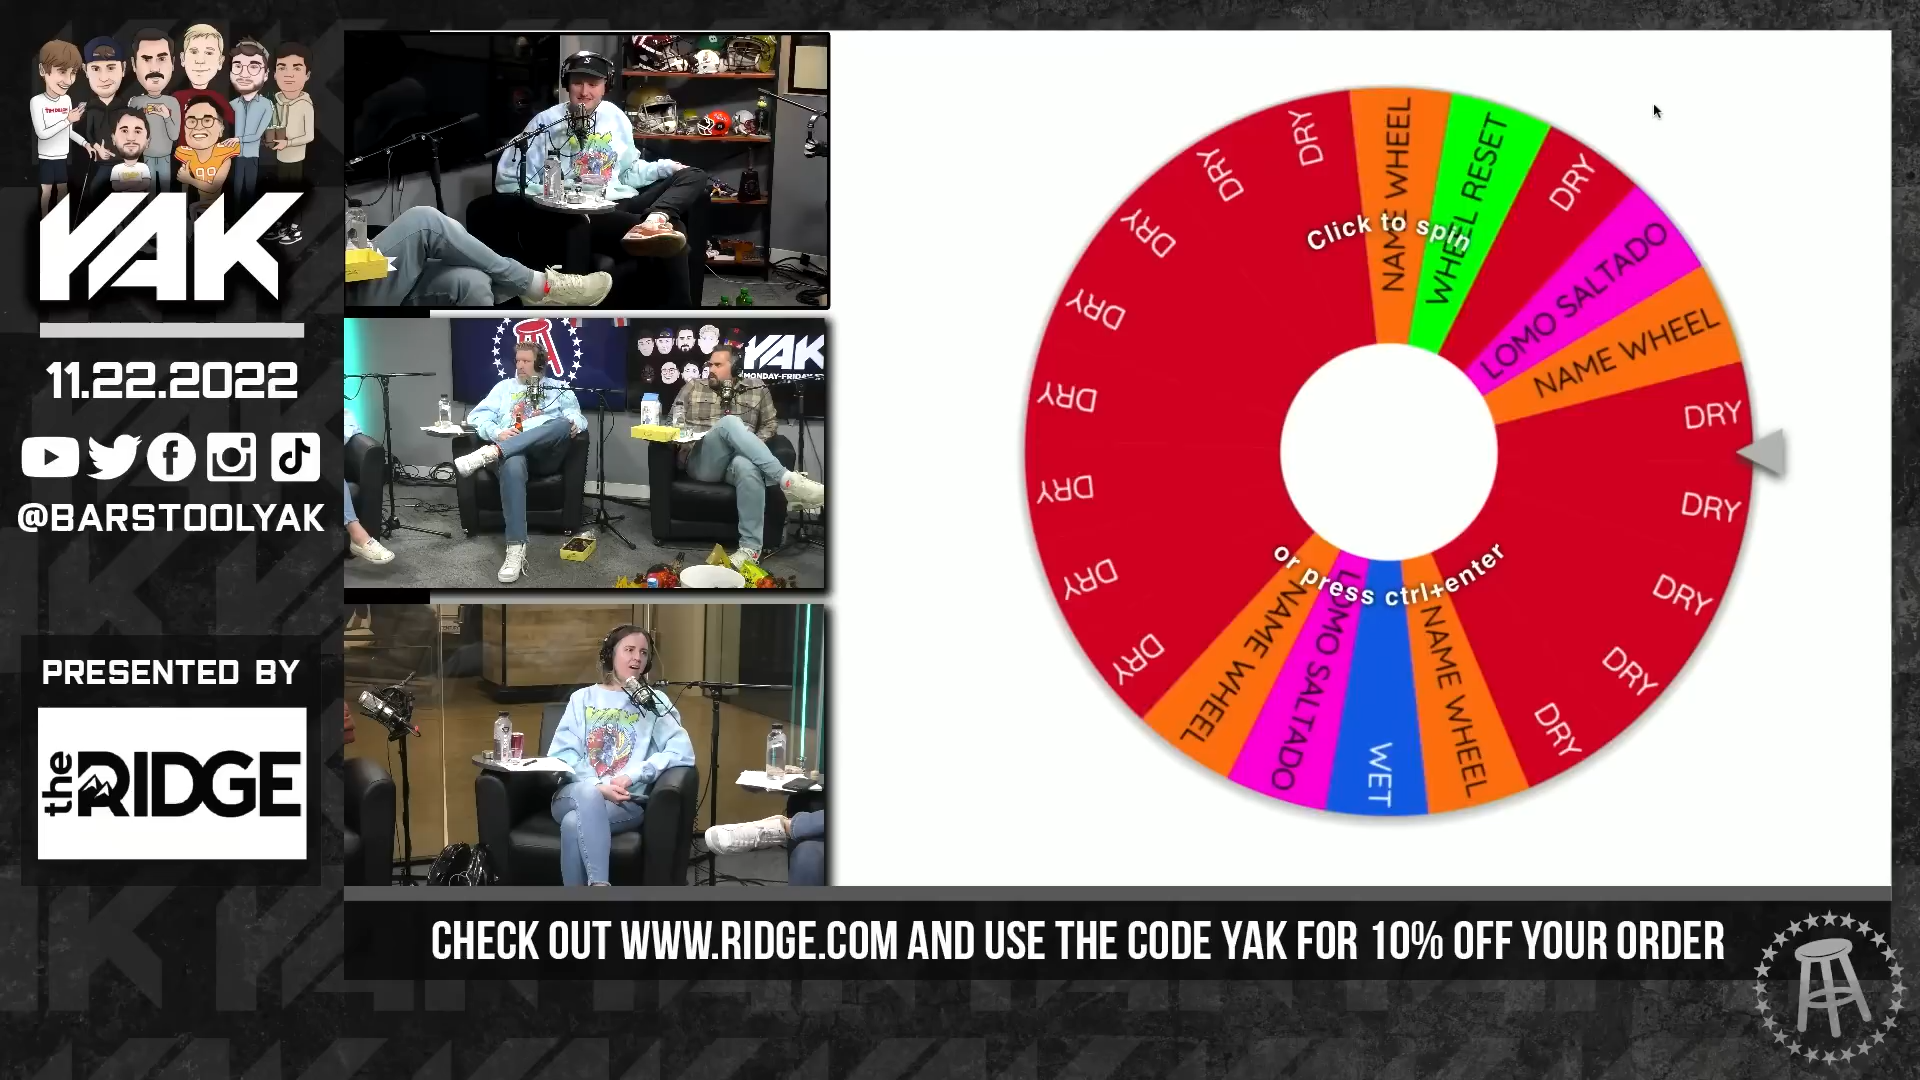 YAK
11.22.2022
@BARSTOOLYAK
PRESENTED BY
the RIDGE
YAK
MONDAY-FRIDAY
Click to spin
or press ctrl+enter
NAME WHEEL
WHEEL RESET
DRY
LOMO SALTADO
NAME WHEEL
DRY
DRY
DRY
DRY
DRY
NAME WHEEL
WET
LOMO SALTADO
NAME WHEEL
DRY
DRY
DRY
DRY
DRY
DRY
DRY
DRY
CHECK OUT WWW.RIDGE.COM AND USE THE CODE YAK FOR 10% OFF YOUR ORDER